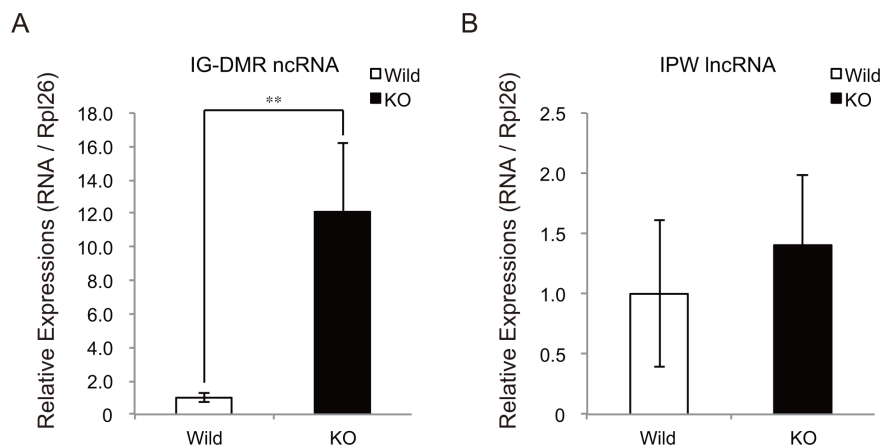 A
IG-DMR ncRNA
Wild
KO
**
Relative Expressions (RNA / Rpl26)
18.0
16.0
14.0
12.0
10.0
8.0
6.0
4.0
2.0
0
Wild
KO
B
IPW lncRNA
Wild
KO
Relative Expressions (RNA / Rpl26)
2.5
2.0
1.5
1.0
0.5
0
Wild
KO